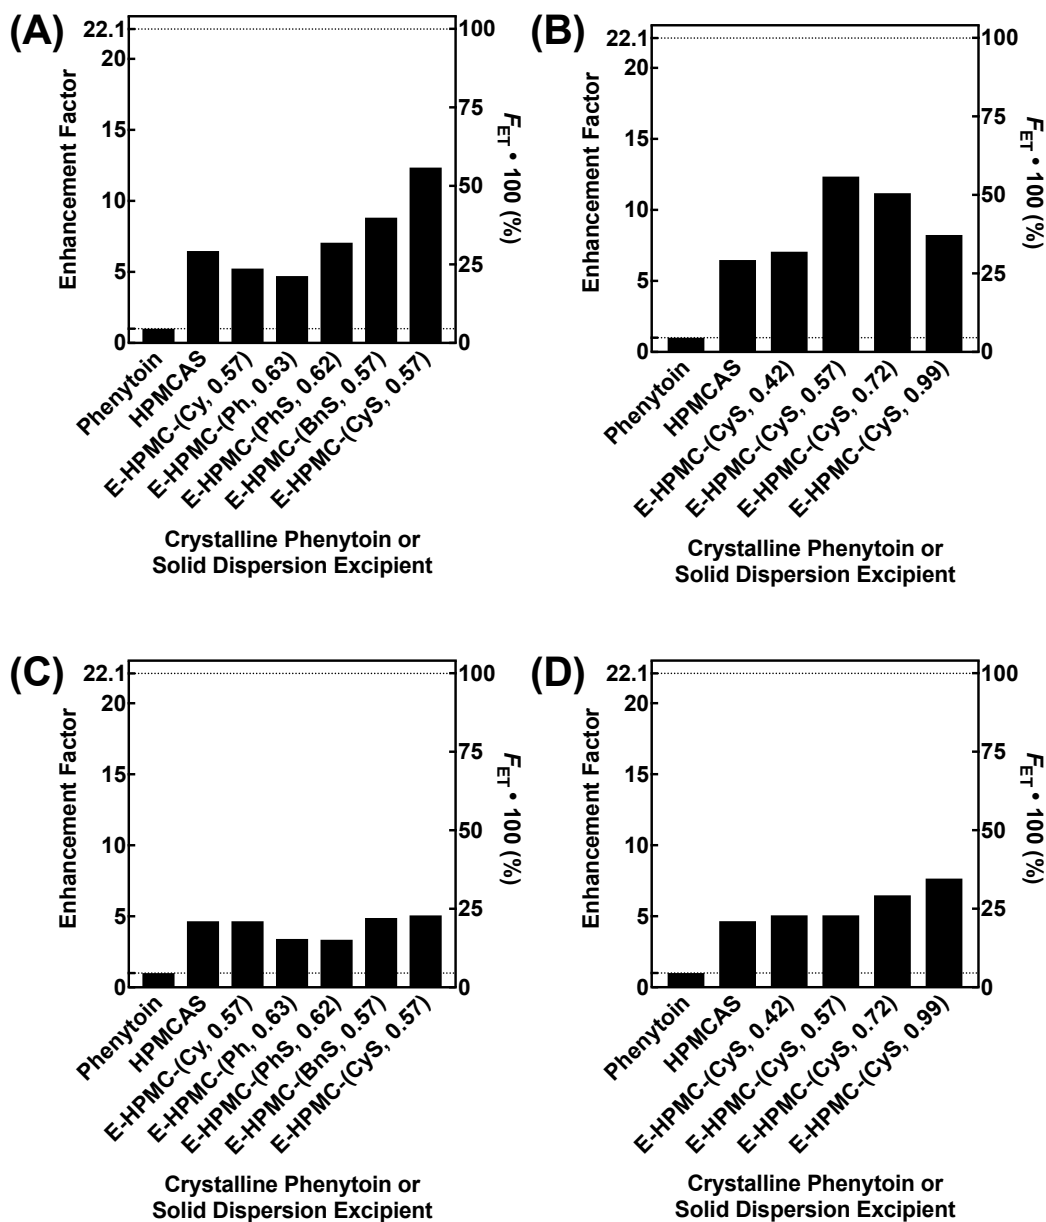 (A)
Enhancement Factor
22.1
20
15
10
5
0
100
75
50
25
0
F_ET • 100 (%)
Phenytoin
HPMCAS
E-HPMC-(Cy, 0.57)
E-HPMC-(Ph, 0.63)
E-HPMC-(PhS, 0.62)
E-HPMC-(BnS, 0.57)
E-HPMC-(CyS, 0.57)
Crystalline Phenytoin or
Solid Dispersion Excipient
(B)
Enhancement Factor
22.1
20
15
10
5
0
100
75
50
25
0
F_ET • 100 (%)
Phenytoin
HPMCAS
E-HPMC-(CyS, 0.42)
E-HPMC-(CyS, 0.57)
E-HPMC-(CyS, 0.72)
E-HPMC-(CyS, 0.99)
Crystalline Phenytoin or
Solid Dispersion Excipient
(C)
Enhancement Factor
22.1
20
15
10
5
0
100
75
50
25
0
F_ET • 100 (%)
Phenytoin
HPMCAS
E-HPMC-(Cy, 0.57)
E-HPMC-(Ph, 0.63)
E-HPMC-(PhS, 0.62)
E-HPMC-(BnS, 0.57)
E-HPMC-(CyS, 0.57)
Crystalline Phenytoin or
Solid Dispersion Excipient
(D)
Enhancement Factor
22.1
20
15
10
5
0
100
75
50
25
0
F_ET • 100 (%)
Phenytoin
HPMCAS
E-HPMC-(CyS, 0.42)
E-HPMC-(CyS, 0.57)
E-HPMC-(CyS, 0.72)
E-HPMC-(CyS, 0.99)
Crystalline Phenytoin or
Solid Dispersion Excipient